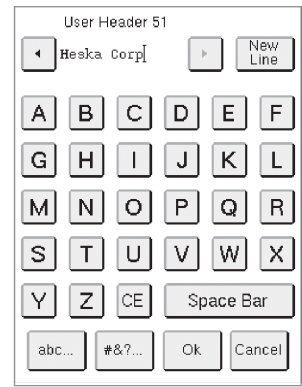 User Header 51
Heska Corp
New
Line
A B C D E F
G H I J K L
M N O P Q R
S T U V W X
Y Z CE Space Bar
abc... #&?... Ok Cancel